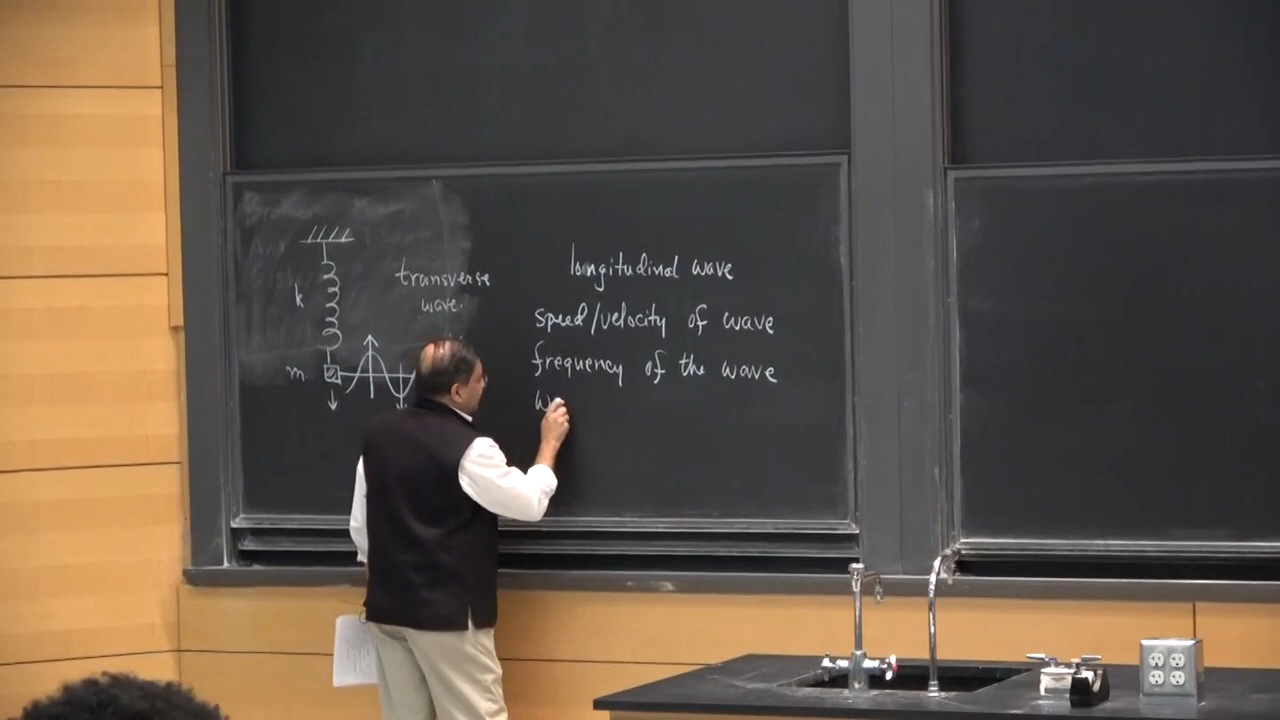 k
m
transverse
wave.
longitudinal wave
speed/velocity of wave
frequency of the wave
w